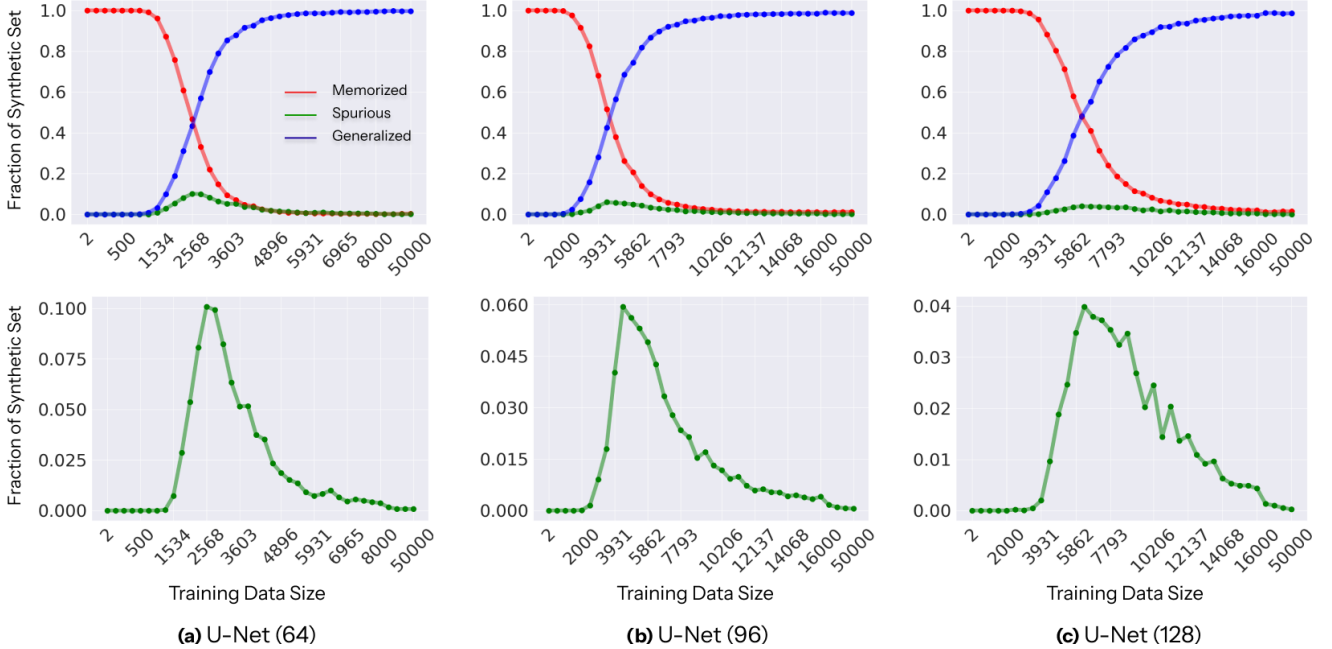 Fraction of Synthetic Set
1.0
0.8
0.6
0.4
0.2
0.0
Memorized
Spurious
Generalized
2 500 1534 2568 3603 4896 5931 6965 8000 50000
1.0
0.8
0.6
0.4
0.2
0.0
2 2000 3931 5862 7793 10206 12137 14068 16000 50000
1.0
0.8
0.6
0.4
0.2
0.0
2 2000 3931 5862 7793 10206 12137 14068 16000 50000
Fraction of Synthetic Set
0.100
0.075
0.050
0.025
0.000
2 500 1534 2568 3603 4896 5931 6965 8000 50000
Training Data Size
(a) U-Net (64)
0.060
0.045
0.030
0.015
0.000
2 2000 3931 5862 7793 10206 12137 14068 16000 50000
Training Data Size
(b) U-Net (96)
0.04
0.03
0.02
0.01
0.00
2 2000 3931 5862 7793 10206 12137 14068 16000 50000
Training Data Size
(c) U-Net (128)